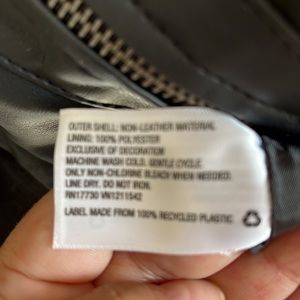 OUTER SHELL: NON-LEATHER MATERIAL
LINING: 100% POLYESTER
EXCLUSIVE OF DECORATION
MACHINE WASH COLD. GENTLE CYCLE.
ONLY NON-CHLORINE BLEACH WHEN NEEDED.
LINE DRY. DO NOT IRON.
RN17730 VN1211542
LABEL MADE FROM 100% RECYCLED PLASTIC